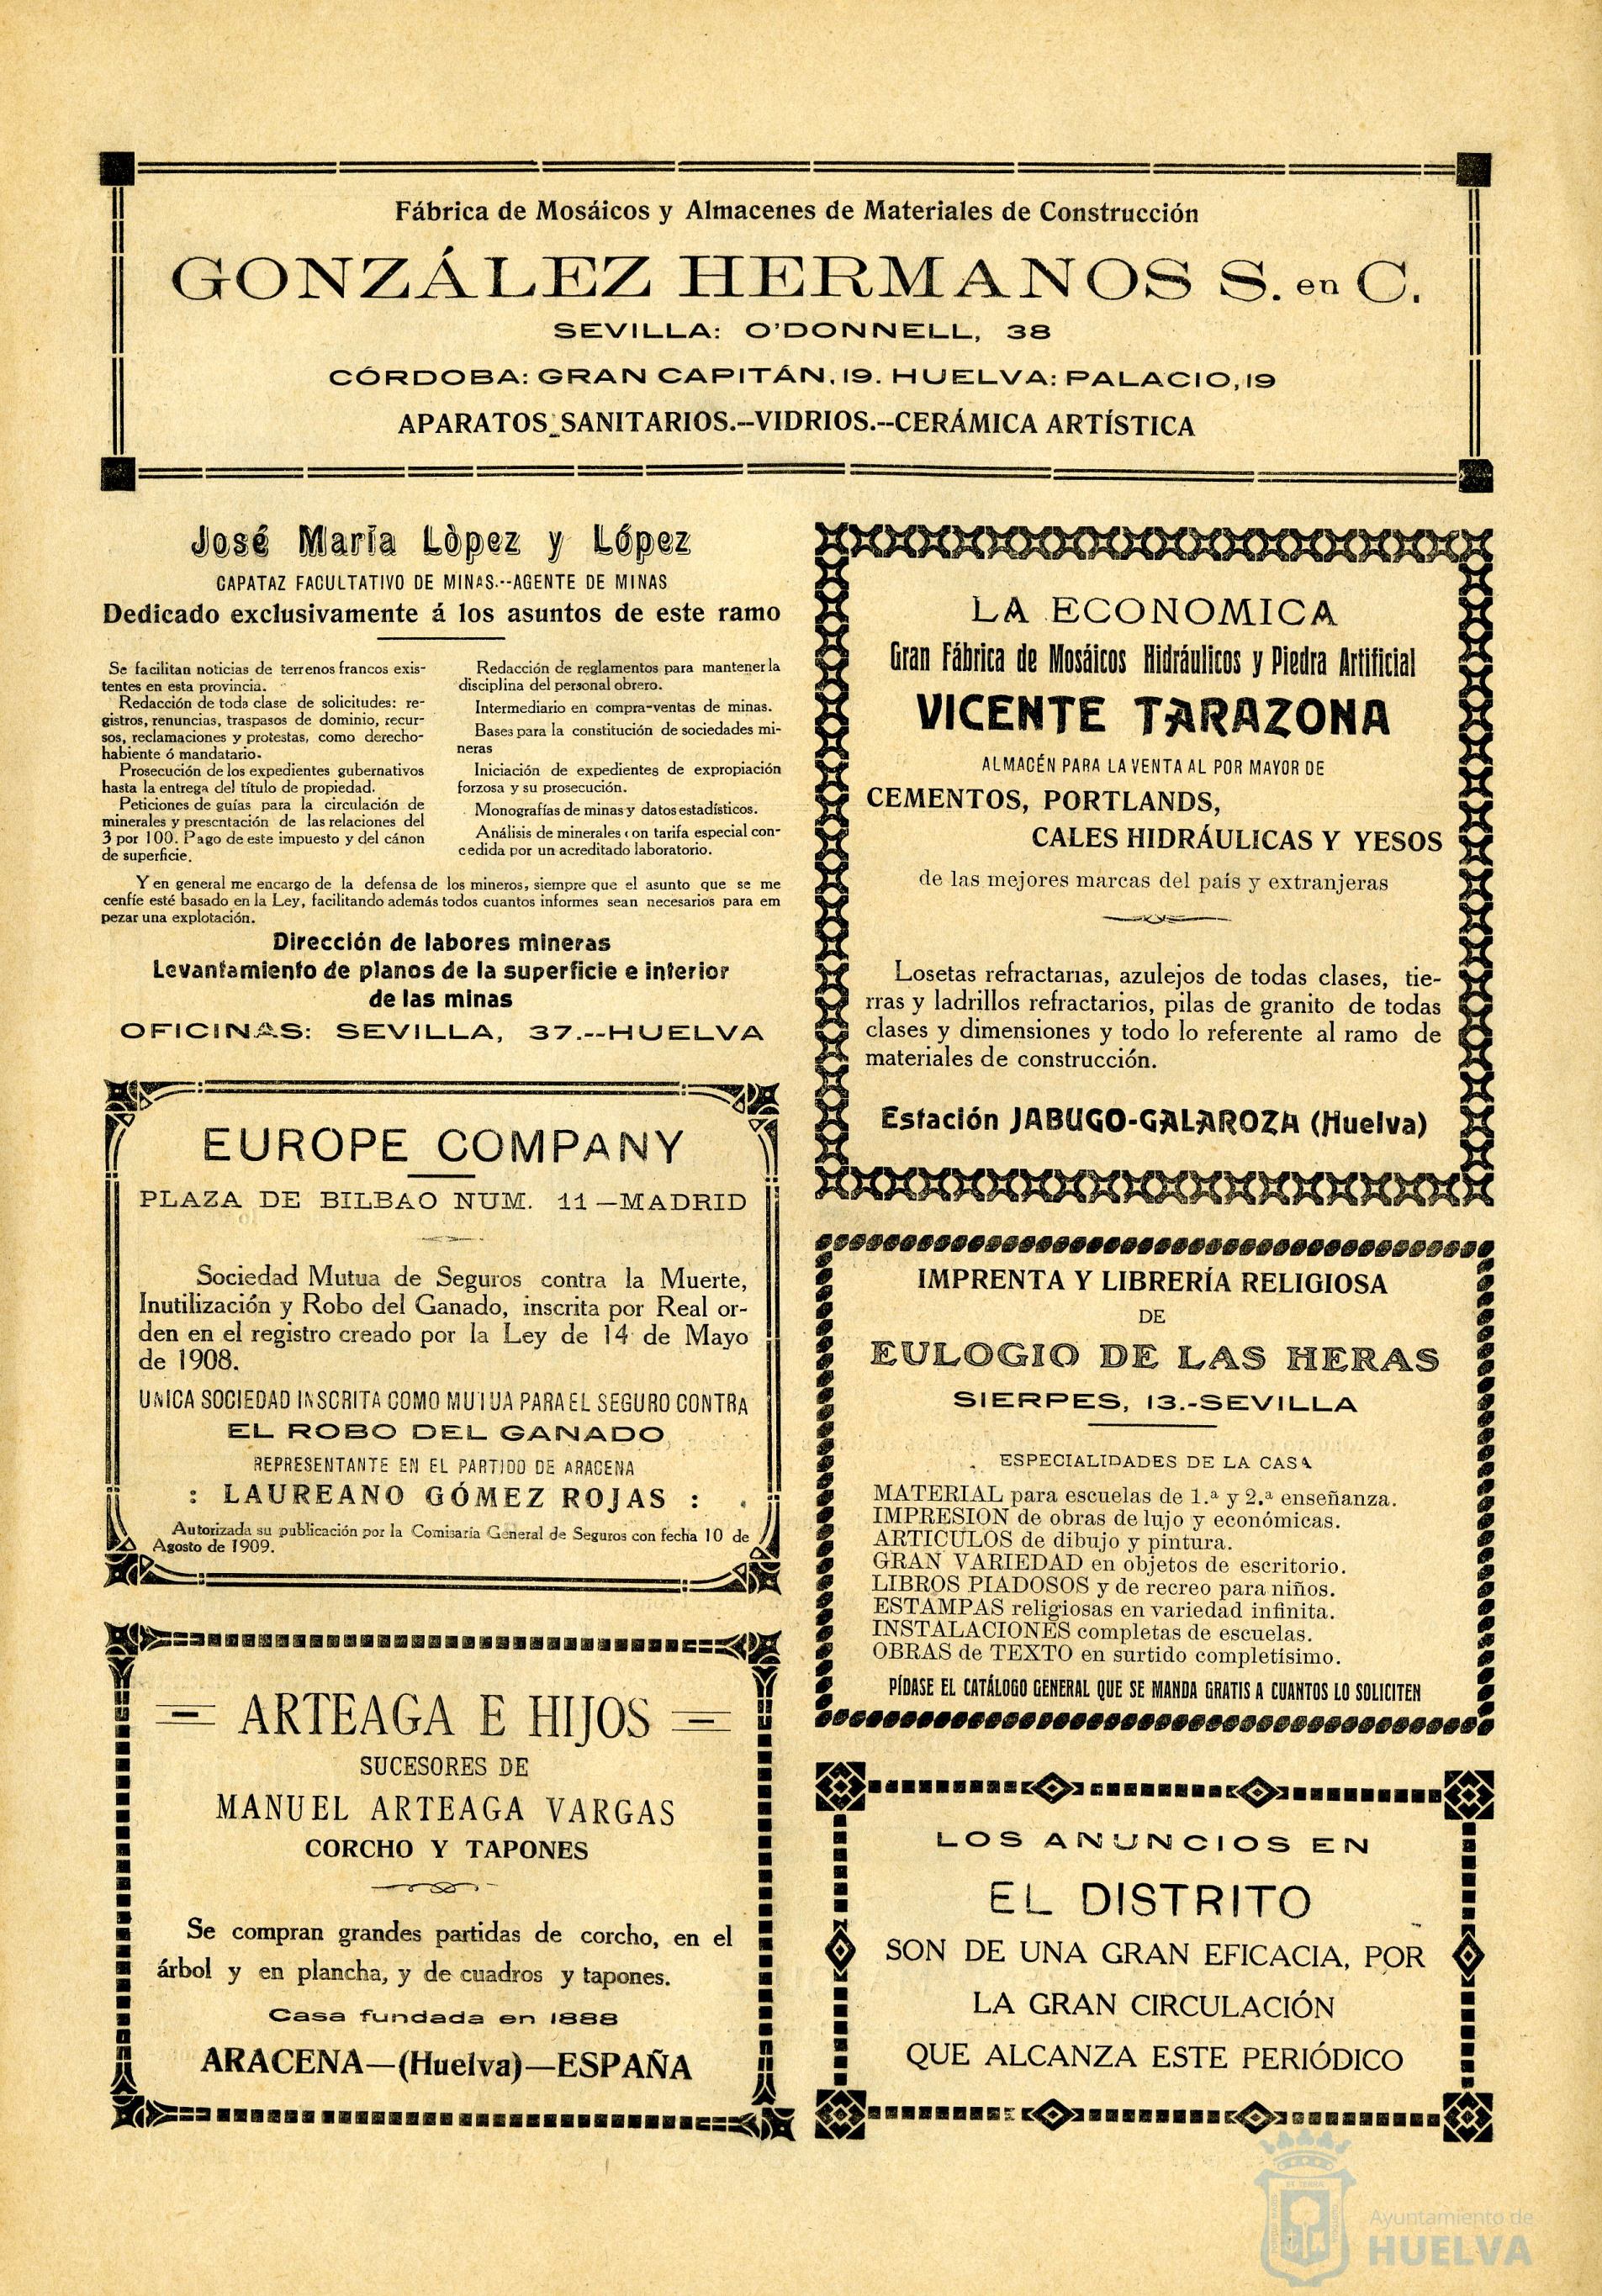 Fábrica de Mosáicos y Almacenes de Materiales de Construcción
GONZÁLEZ HERMANOS S. en C.
SEVILLA: O'DONNELL, 38
CÓRDOBA: GRAN CAPITÁN, 19. HUELVA: PALACIO, 19
APARATOS SANITARIOS.--VIDRIOS.--CERÁMICA ARTÍSTICA
José María Lòpez y López
CAPATAZ FACULTATIVO DE MINAS.--AGENTE DE MINAS
Dedicado exclusivamente á los asuntos de este ramo
Se facilitan noticias de terrenos francos exis-
tentes en esta provincia.
Redacción de toda clase de solicitudes: re-
gistros, renuncias, traspasos de dominio, recur-
sos, reclamaciones y protestas, como derecho-
habiente ó mandatario.
Prosecución de los expedientes gubernativos
hasta la entrega del título de propiedad.
Peticiones de guías para la circulación de
minerales y presentación de las relaciones del
3 por 100. Pago de este impuesto y del cánon
de superficie.
Redacción de reglamentos para mantener la
disciplina del personal obrero.
Intermediario en compra-ventas de minas.
Bases para la constitución de sociedades mi-
neras
Iniciación de expedientes de expropiación
forzosa y su prosecución.
Monografías de minas y datos estadísticos.
Análisis de minerales con tarifa especial con-
cedida por un acreditado laboratorio.
Y en general me encargo de la defensa de los mineros, siempre que el asunto que se me
cenfíe esté basado en la Ley, facilitando además todos cuantos informes sean necesarios para em
pezar una explotación.
Dirección de labores mineras
Levantamiento de planos de la superficie e interior
de las minas
OFICINAS: SEVILLA, 37.--HUELVA
EUROPE COMPANY
PLAZA DE BILBAO NUM. 11—MADRID
Sociedad Mutua de Seguros contra la Muerte,
Inutilización y Robo del Ganado, inscrita por Real or-
den en el registro creado por la Ley de 14 de Mayo
de 1908.
UNICA SOCIEDAD INSCRITA COMO MUTUA PARA EL SEGURO CONTRA
EL ROBO DEL GANADO
REPRESENTANTE EN EL PARTIDO DE ARACENA
: LAUREANO GÓMEZ ROJAS :
Autorizada su publicación por la Comisaría General de Seguros con fecha 10 de
Agosto de 1909.
ARTEAGA E HIJOS
SUCESORES DE
MANUEL ARTEAGA VARGAS
CORCHO Y TAPONES
Se compran grandes partidas de corcho, en el
árbol y en plancha, y de cuadros y tapones.
Casa fundada en 1888
ARACENA—(Huelva)—ESPAÑA
LA ECONOMICA
Gran Fábrica de Mosáicos Hidráulicos y Piedra Artificial
VICENTE TARAZONA
ALMACÉN PARA LA VENTA AL POR MAYOR DE
CEMENTOS, PORTLANDS,
CALES HIDRÁULICAS Y YESOS
de las mejores marcas del país y extranjeras
Losetas refractarias, azulejos de todas clases, tie-
rras y ladrillos refractarios, pilas de granito de todas
clases y dimensiones y todo lo referente al ramo de
materiales de construcción.
Estación JABUGO-GALAROZA (Huelva)
IMPRENTA Y LIBRERÍA RELIGIOSA
DE
EULOGIO DE LAS HERAS
SIERPES, 13.-SEVILLA
ESPECIALIDADES DE LA CASA
MATERIAL para escuelas de 1.ª y 2.ª enseñanza.
IMPRESION de obras de lujo y económicas.
ARTICULOS de dibujo y pintura.
GRAN VARIEDAD en objetos de escritorio.
LIBROS PIADOSOS y de recreo para niños.
ESTAMPAS religiosas en variedad infinita.
INSTALACIONES completas de escuelas.
OBRAS de TEXTO en surtido completisimo.
PÍDASE EL CATÁLOGO GENERAL QUE SE MANDA GRATIS A CUANTOS LO SOLICITEN
LOS ANUNCIOS EN
EL DISTRITO
SON DE UNA GRAN EFICACIA, POR
LA GRAN CIRCULACIÓN
QUE ALCANZA ESTE PERIÓDICO
Ayuntamiento de
HUELVA